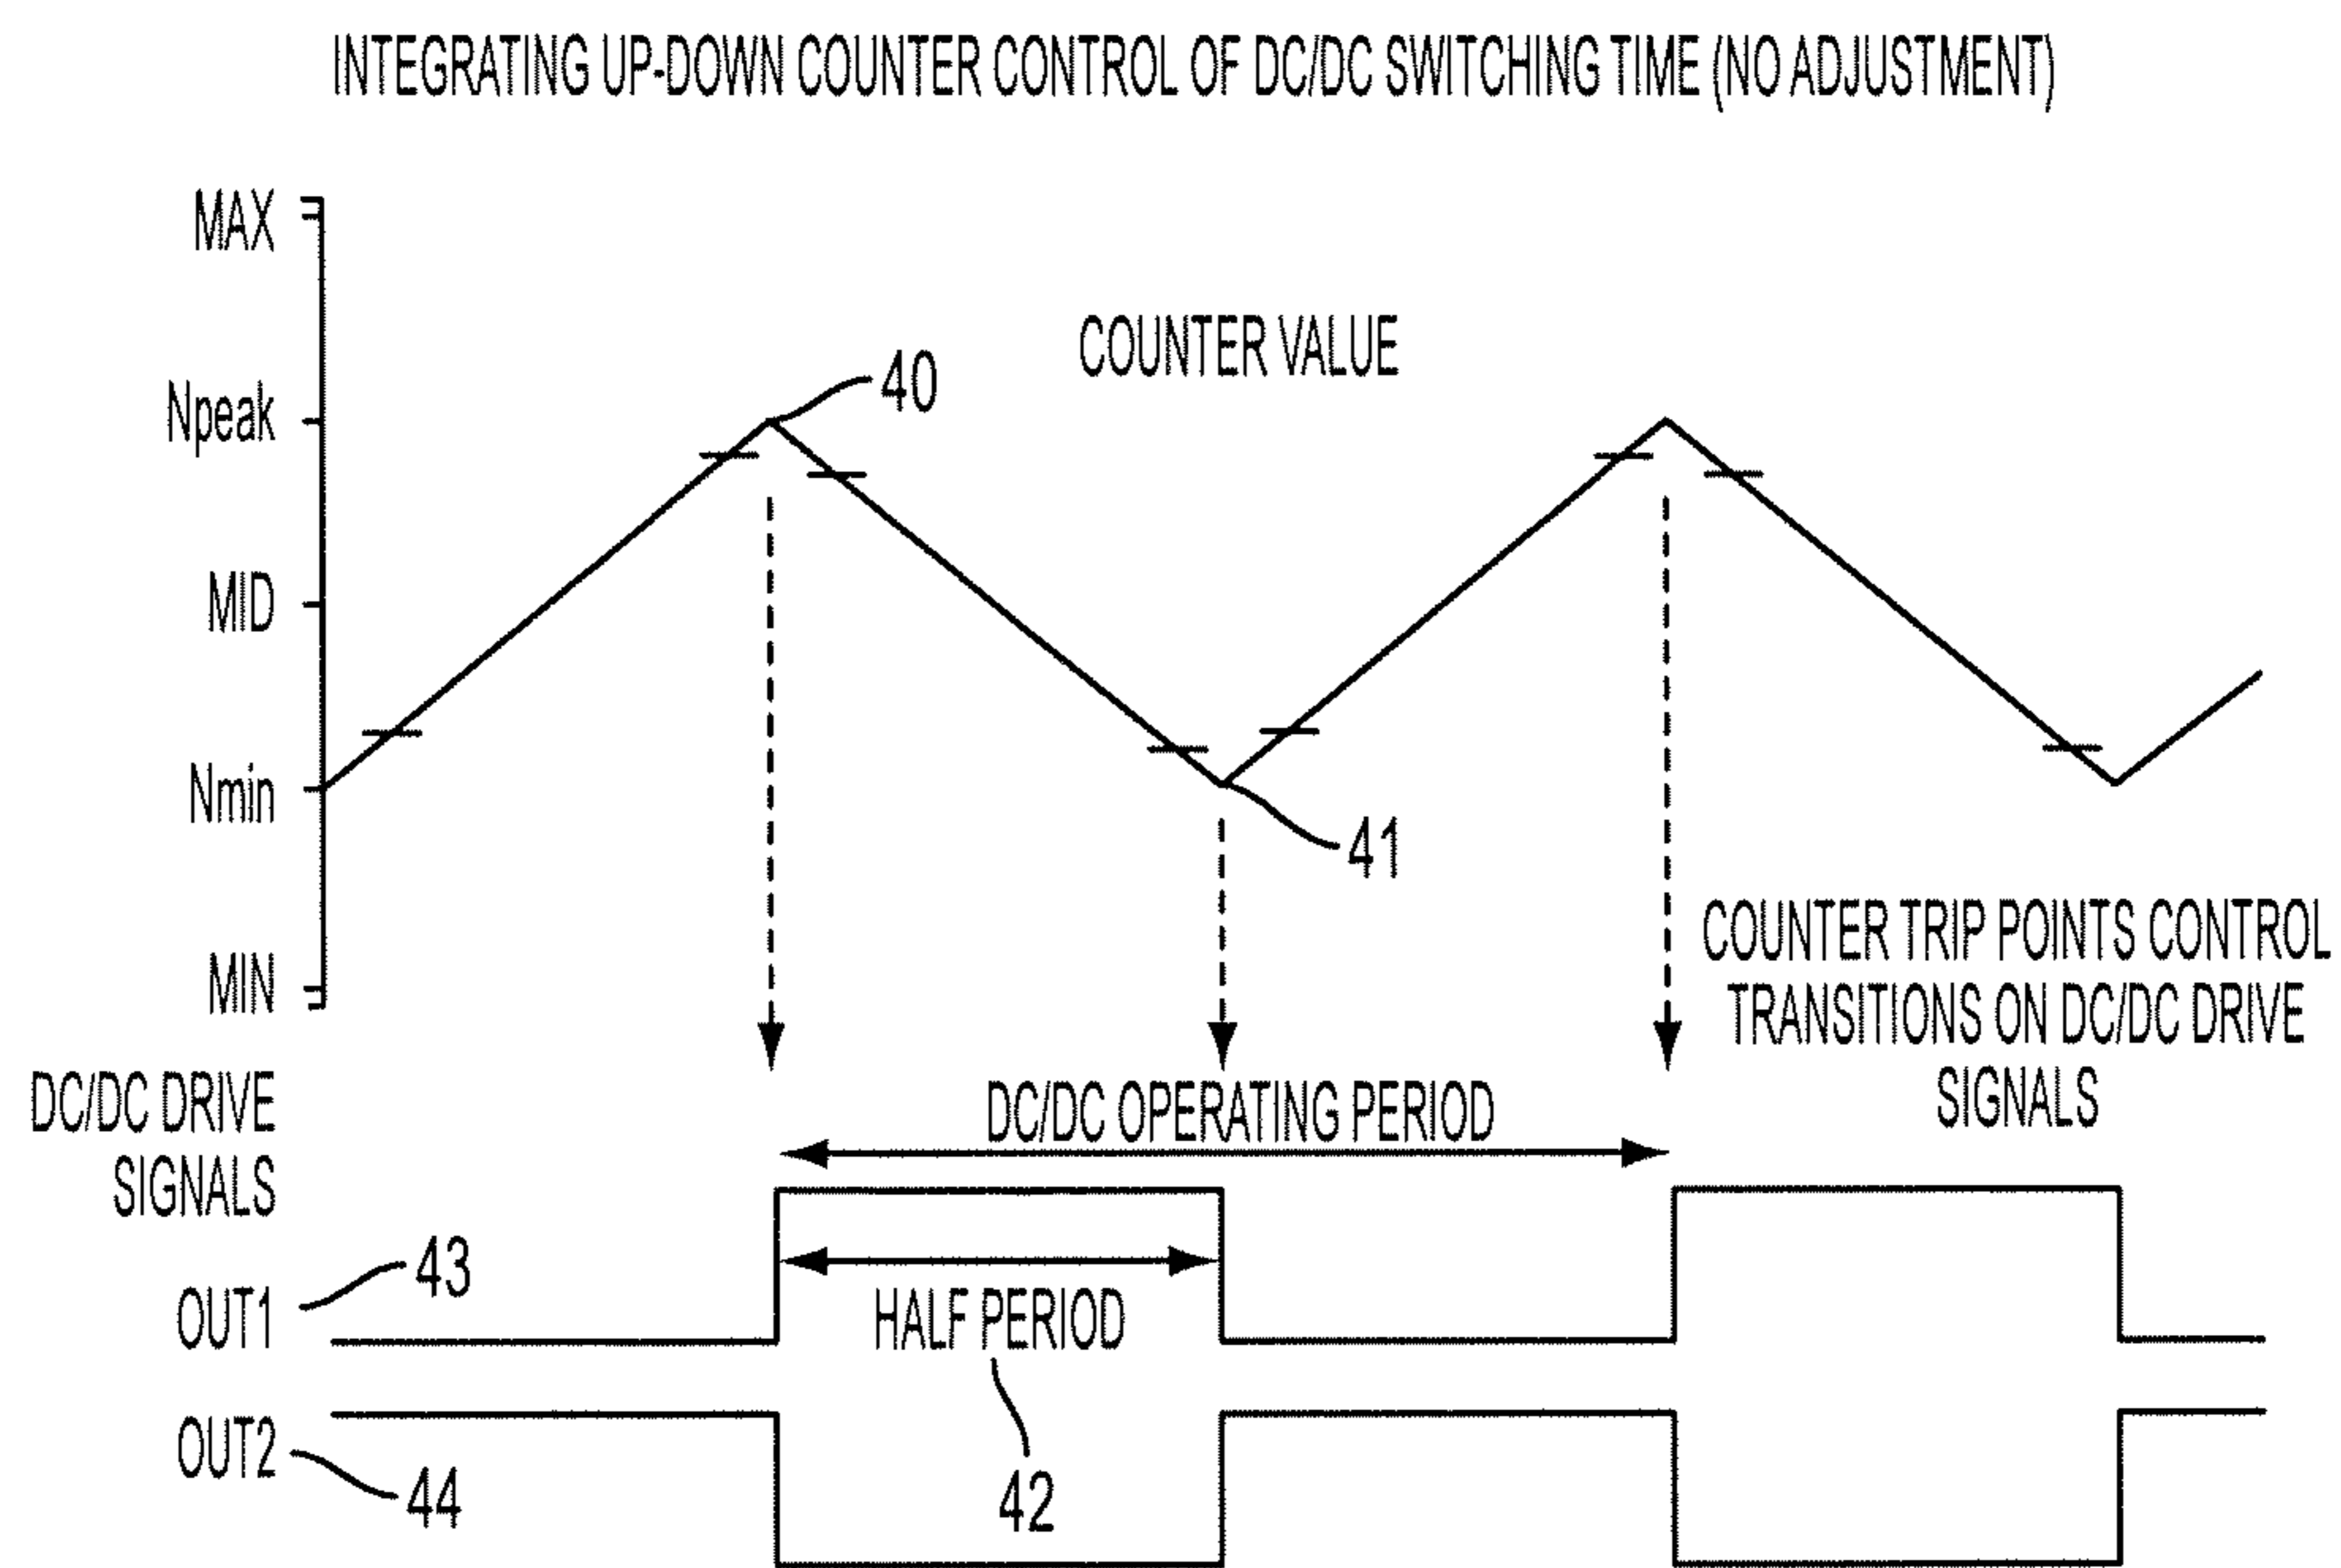 INTEGRATING UP-DOWN COUNTER CONTROL OF DC/DC SWITCHING TIME (NO ADJUSTMENT)
MAX
COUNTER VALUE
40
Npeak
MID
Nmin
41
MIN
COUNTER TRIP POINTS CONTROL
TRANSITIONS ON DC/DC DRIVE
SIGNALS
DC/DC DRIVE
SIGNALS
DC/DC OPERATING PERIOD
43
OUT1
HALF PERIOD
OUT2
44
42